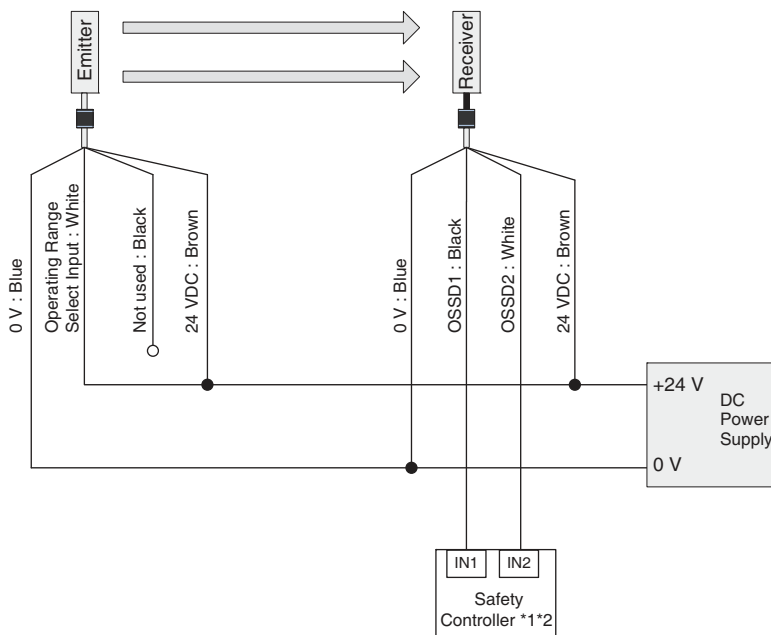 Emitter
Receiver
0 V : Blue
Operating Range
Select Input : White
Not used : Black
24 VDC : Brown
0 V : Blue
OSSD1 : Black
OSSD2 : White
24 VDC : Brown
+24 V
DC
Power
Supply
0 V
IN1
IN2
Safety
Controller *1*2